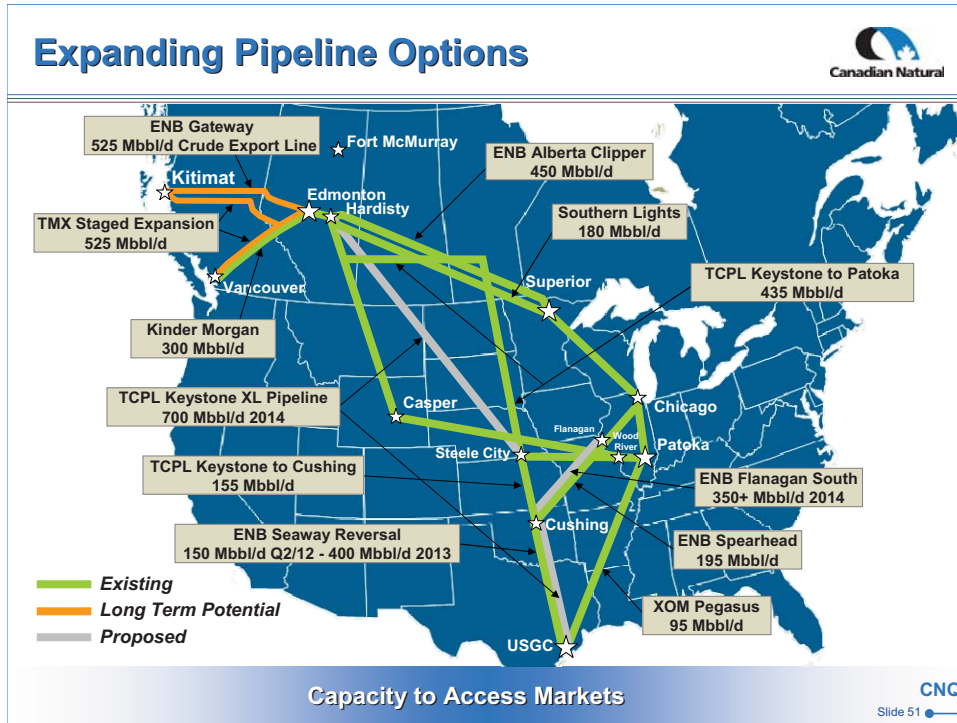 Expanding Pipeline Options
Canadian Natural
ENB Gateway
525 Mbbl/d Crude Export Line
Fort McMurray
ENB Alberta Clipper
450 Mbbl/d
Kitimat
Edmonton
Hardisty
Southern Lights
180 Mbbl/d
TMX Staged Expansion
525 Mbbl/d
Vancouver
Superior
TCPL Keystone to Patoka
435 Mbbl/d
Kinder Morgan
300 Mbbl/d
TCPL Keystone XL Pipeline
700 Mbbl/d 2014
Casper
Chicago
Flanagan
Wood
River
Patoka
Steele City
TCPL Keystone to Cushing
155 Mbbl/d
ENB Flanagan South
350+ Mbbl/d 2014
Cushing
ENB Seaway Reversal
150 Mbbl/d Q2/12 - 400 Mbbl/d 2013
ENB Spearhead
195 Mbbl/d
Existing
Long Term Potential
Proposed
XOM Pegasus
95 Mbbl/d
USGC
Capacity to Access Markets
CNQ
Slide 51